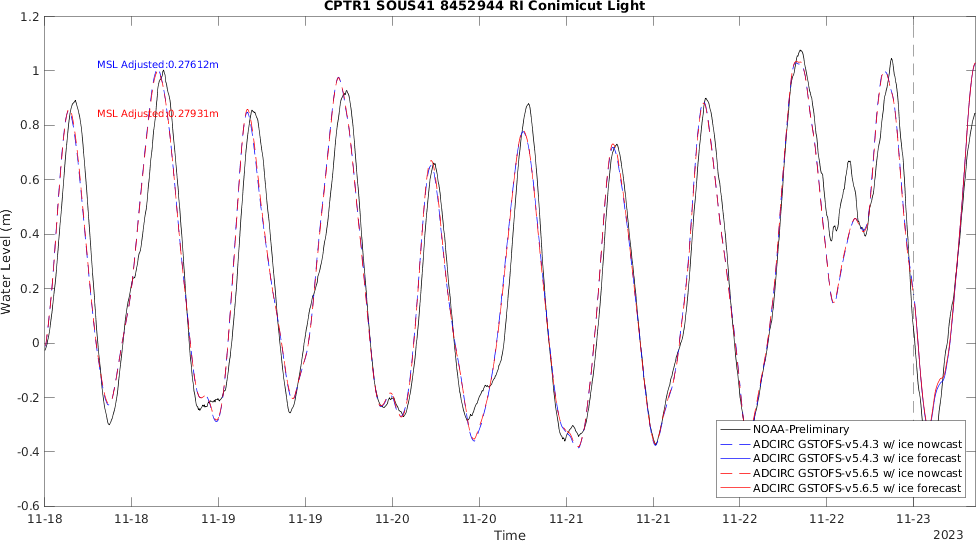 CPTR1 SOUS41 8452944 RI Conimicut Light
1.2
1
0.8
0.6
0.4
0.2
0
-0.2
-0.4
-0.6
Water Level (m)
MSL Adjusted:0.27612m
MSL Adjusted:0.27931m
NOAA-Preliminary
ADCIRC GSTOFS-v5.4.3 w/ ice nowcast
ADCIRC GSTOFS-v5.4.3 w/ ice forecast
ADCIRC GSTOFS-v5.6.5 w/ ice nowcast
ADCIRC GSTOFS-v5.6.5 w/ ice forecast
11-18 11-18 11-19 11-19 11-20 11-20 11-21 11-21 11-22 11-22 11-23
Time
2023